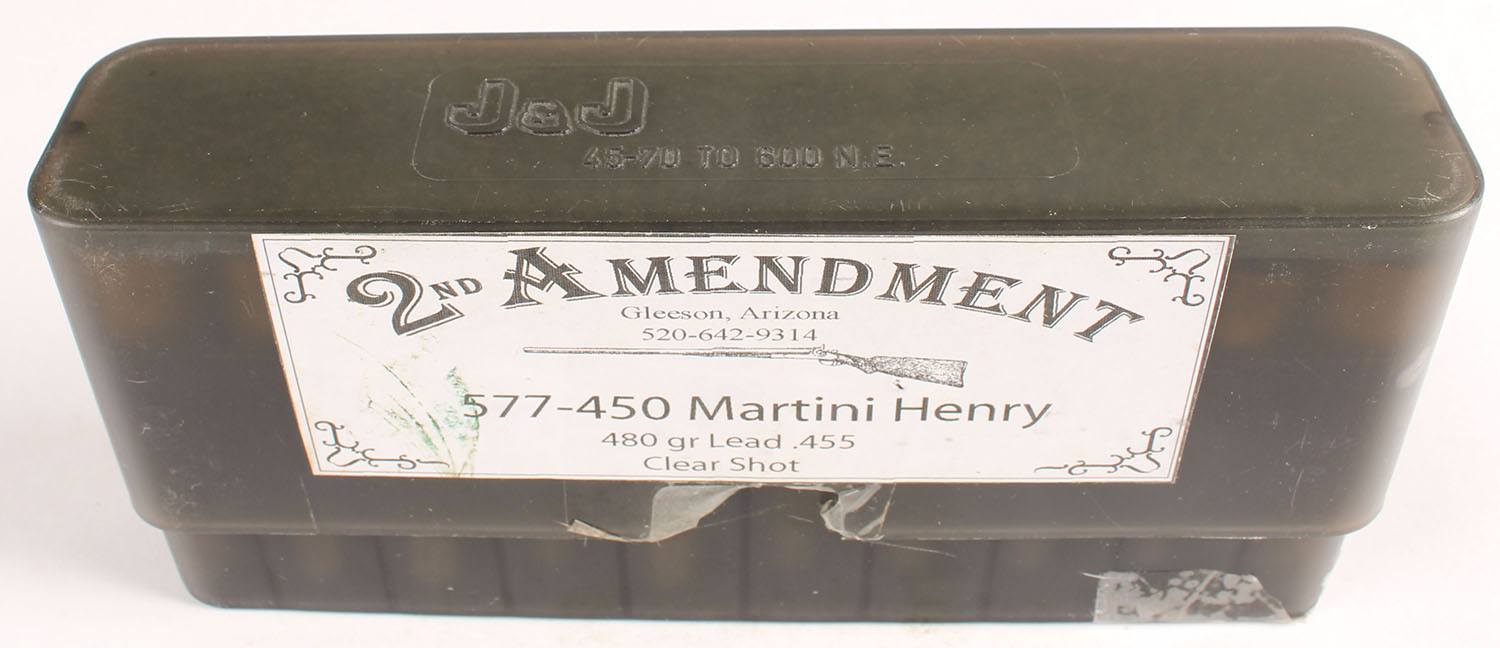 J&J
45-70 TO 600 N.E.
2ND AMENDMENT
Gleeson, Arizona
520-642-9314
577-450 Martini Henry
480 gr Lead .455
Clear Shot